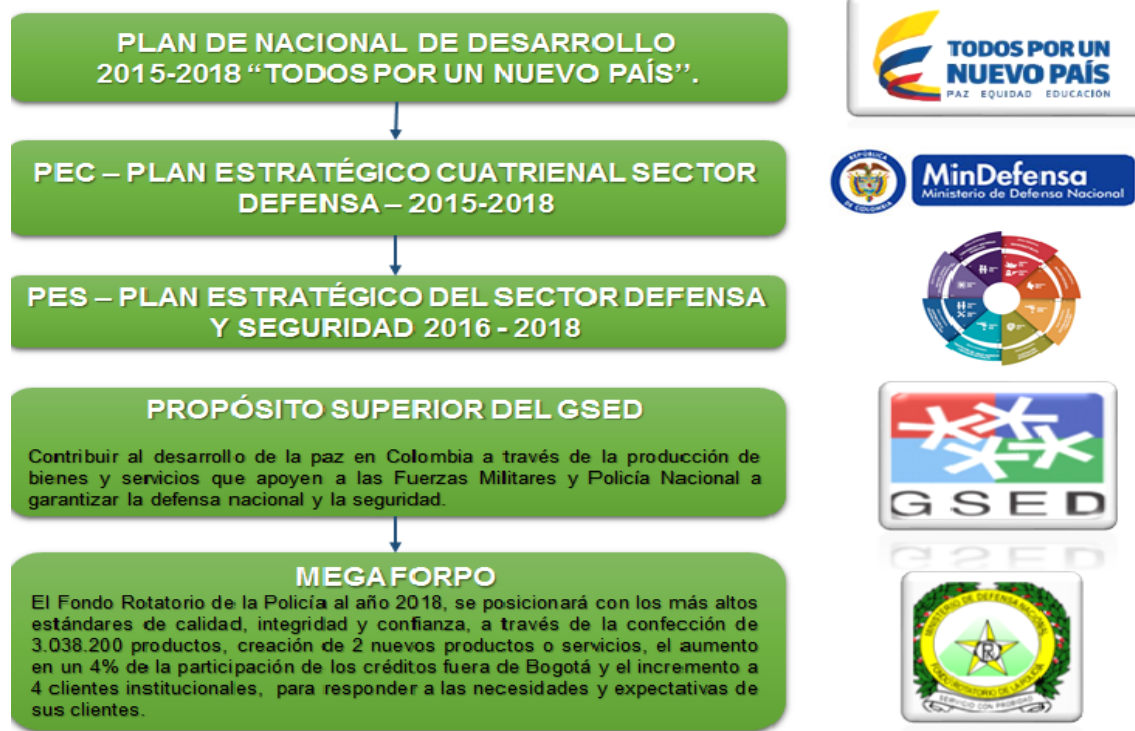 PLAN DE NACIONAL DE DESARROLLO
2015-2018 “TODOS POR UN NUEVO PAÍS’’.
TODOS POR UN
NUEVO PAÍS
PAZ EQUIDAD EDUCACIÓN
PEC – PLAN ESTRATÉGICO CUATRIENAL SECTOR
DEFENSA – 2015-2018
REPÚBLICA
DE COLOMBIA
MinDefensa
Ministerio de Defensa Nacional
PES – PLAN ESTRATÉGICO DEL SECTOR DEFENSA
Y SEGURIDAD 2016 - 2018
PROPÓSITO SUPERIOR DEL GSED
Contribuir al desarrollo de la paz en Colombia a través de la producción de
bienes y servicios que apoyen a las Fuerzas Militares y Policía Nacional a
garantizar la defensa nacional y la seguridad.
GSED
MEGA FORPO
El Fondo Rotatorio de la Policía al año 2018, se posicionará con los más altos
estándares de calidad, integridad y confianza, a través de la confección de
3.038.200 productos, creación de 2 nuevos productos o servicios, el aumento
en un 4% de la participación de los créditos fuera de Bogotá y el incremento a
4 clientes institucionales, para responder a las necesidades y expectativas de
sus clientes.
MINISTERIO DE DEFENSA NACIONAL
R
FONDO ROTATORIO DE LA POLICÍA
SERVICIO CON PROBIDAD